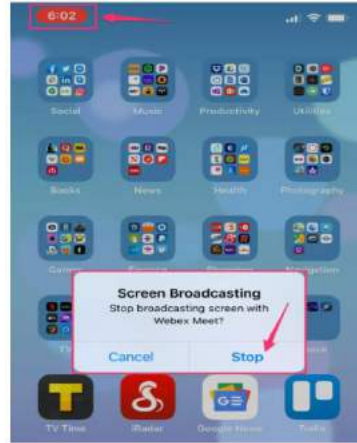 6:02
Social Music Productivity Utilities
Books News Health Photography
Screen Broadcasting
Stop broadcasting screen with
Webex Meet?
Cancel Stop
TV Time iRadar Google News Trello